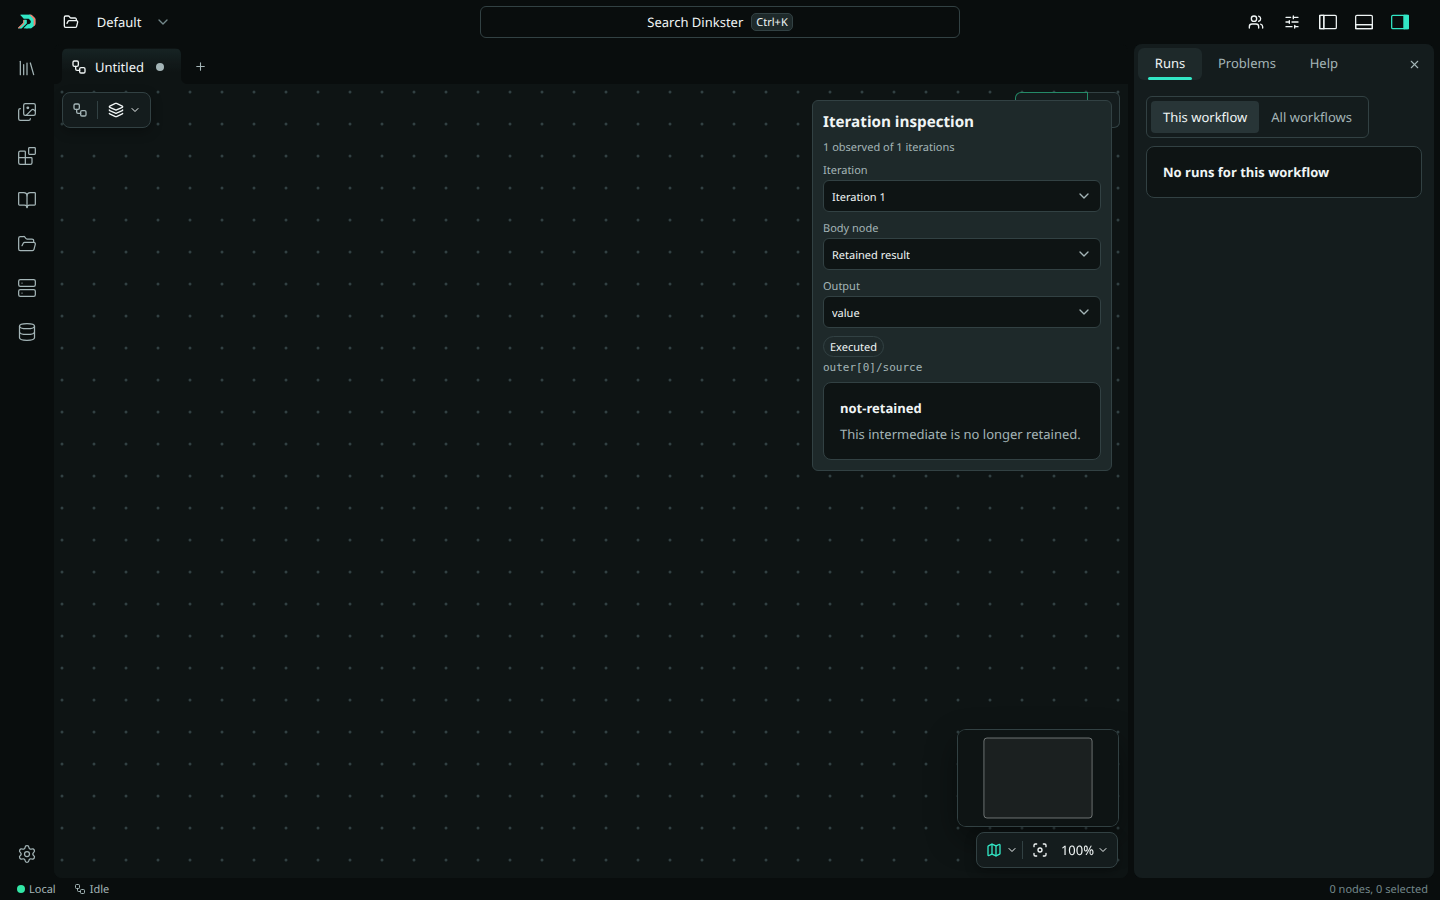 Default
Search Dinkster Ctrl+K
Untitled
Runs Problems Help
This workflow All workflows
No runs for this workflow
Iteration inspection
1 observed of 1 iterations
Iteration
Iteration 1
Body node
Retained result
Output
value
Executed
outer[0]/source
not-retained
This intermediate is no longer retained.
100%
Local Idle
0 nodes, 0 selected